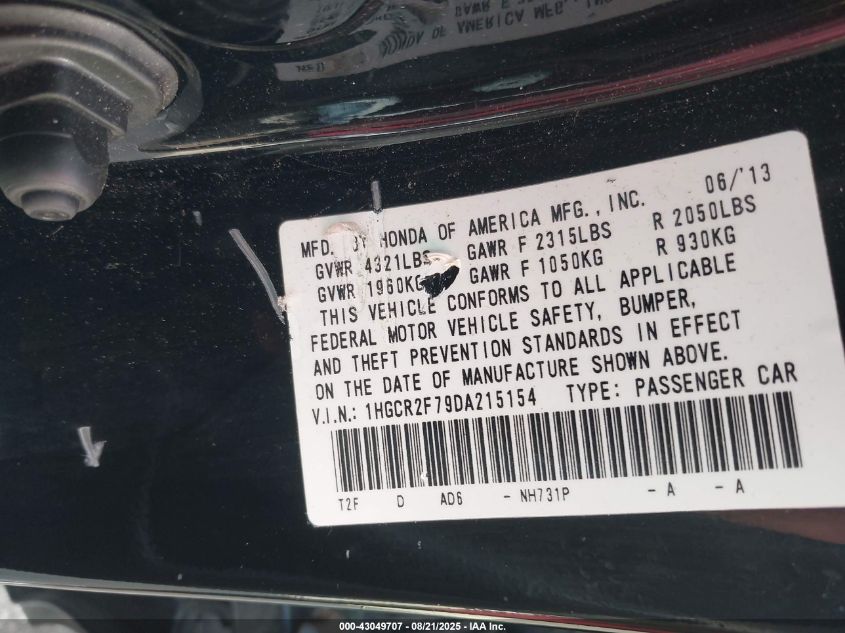 MFD. BY HONDA OF AMERICA MFG., INC. 06/'13
GVWR 4321LBS GAWR F 2315LBS R 2050LBS
GVWR 1960KG GAWR F 1050KG R 930KG
THIS VEHICLE CONFORMS TO ALL APPLICABLE
FEDERAL MOTOR VEHICLE SAFETY, BUMPER,
AND THEFT PREVENTION STANDARDS IN EFFECT
ON THE DATE OF MANUFACTURE SHOWN ABOVE.
V.I.N.: 1HGCR2F79DA215154 TYPE: PASSENGER CAR
T2F D AD6 - NH731P - A - A
000-43049707 - 08/21/2025 - IAA Inc.